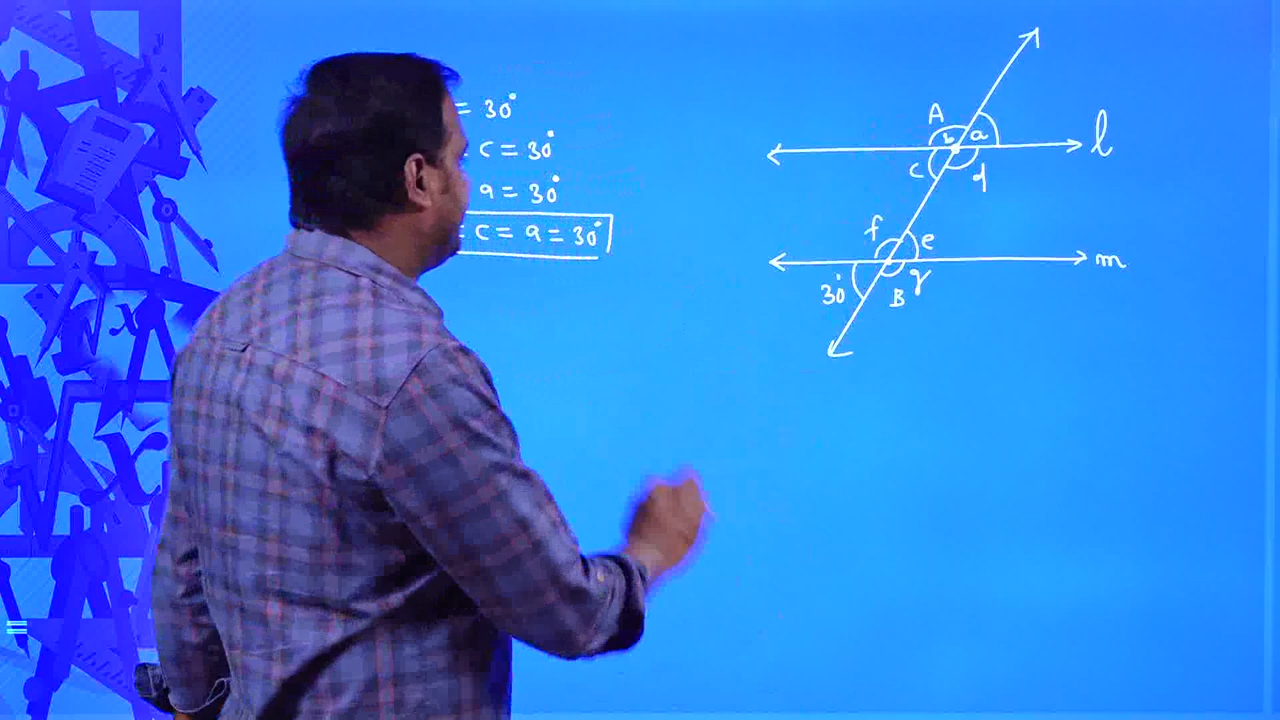 = 30°
c = 30°
a = 30°
= c = a = 30°
A
b a
l
c d
f e
m
30° B g